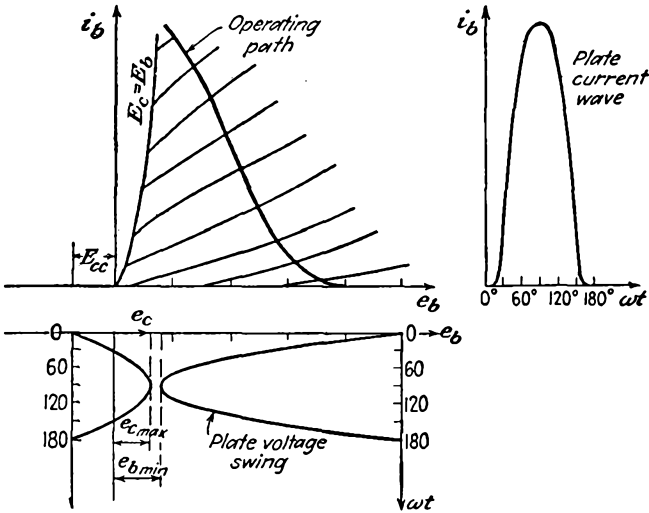 i_b
Operating
path
E_c = E_b
E_cc
e_b
i_b
Plate
current
wave
0° 60° 120° 180° ωt
0
60
120
180
e_c
0 e_b
60
120
180
e_c max
e_b min
Plate voltage
swing
ωt